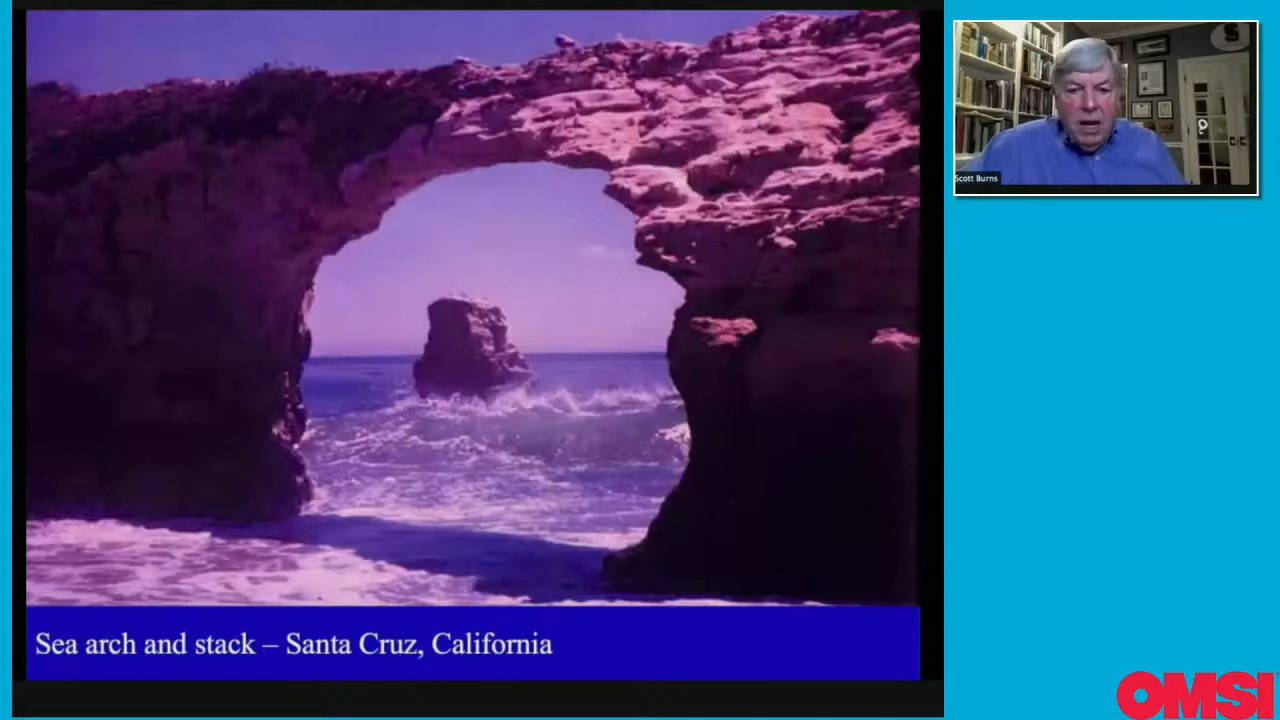 Scott Burns
Sea arch and stack – Santa Cruz, California
OMSI